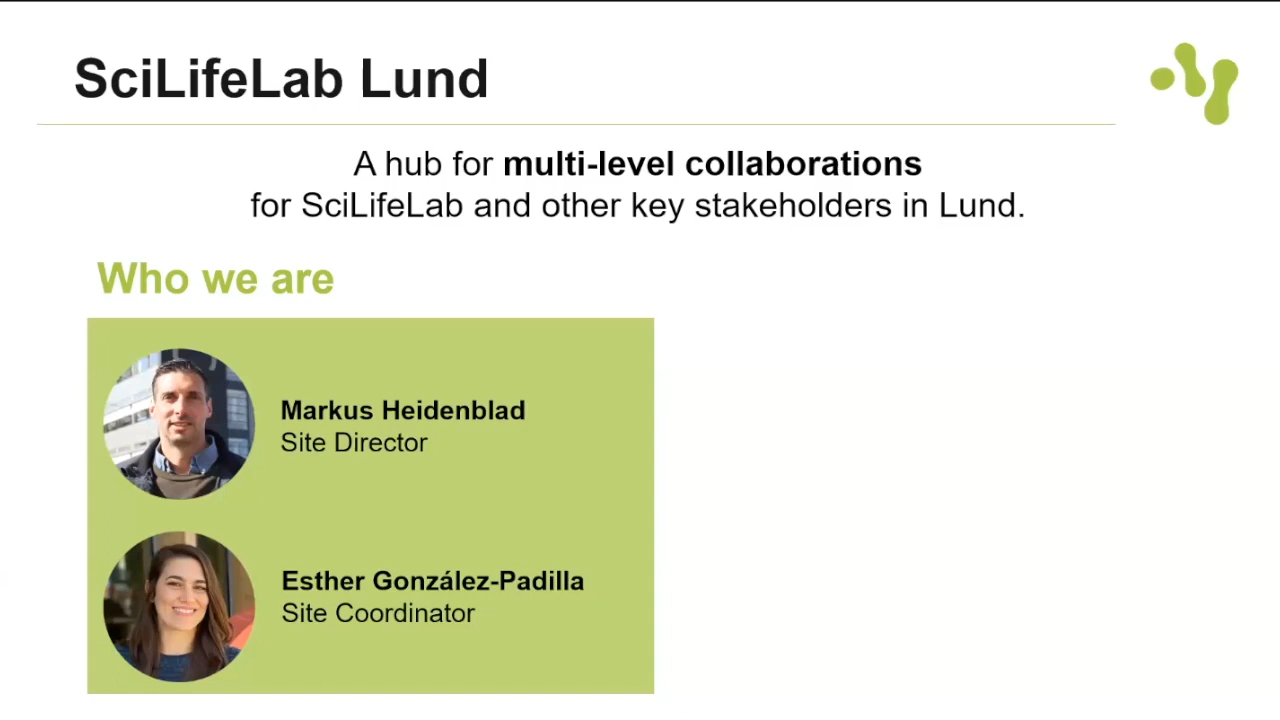 SciLifeLab Lund
A hub for multi-level collaborations
for SciLifeLab and other key stakeholders in Lund.
Who we are
Markus Heidenblad
Site Director
Esther González-Padilla
Site Coordinator